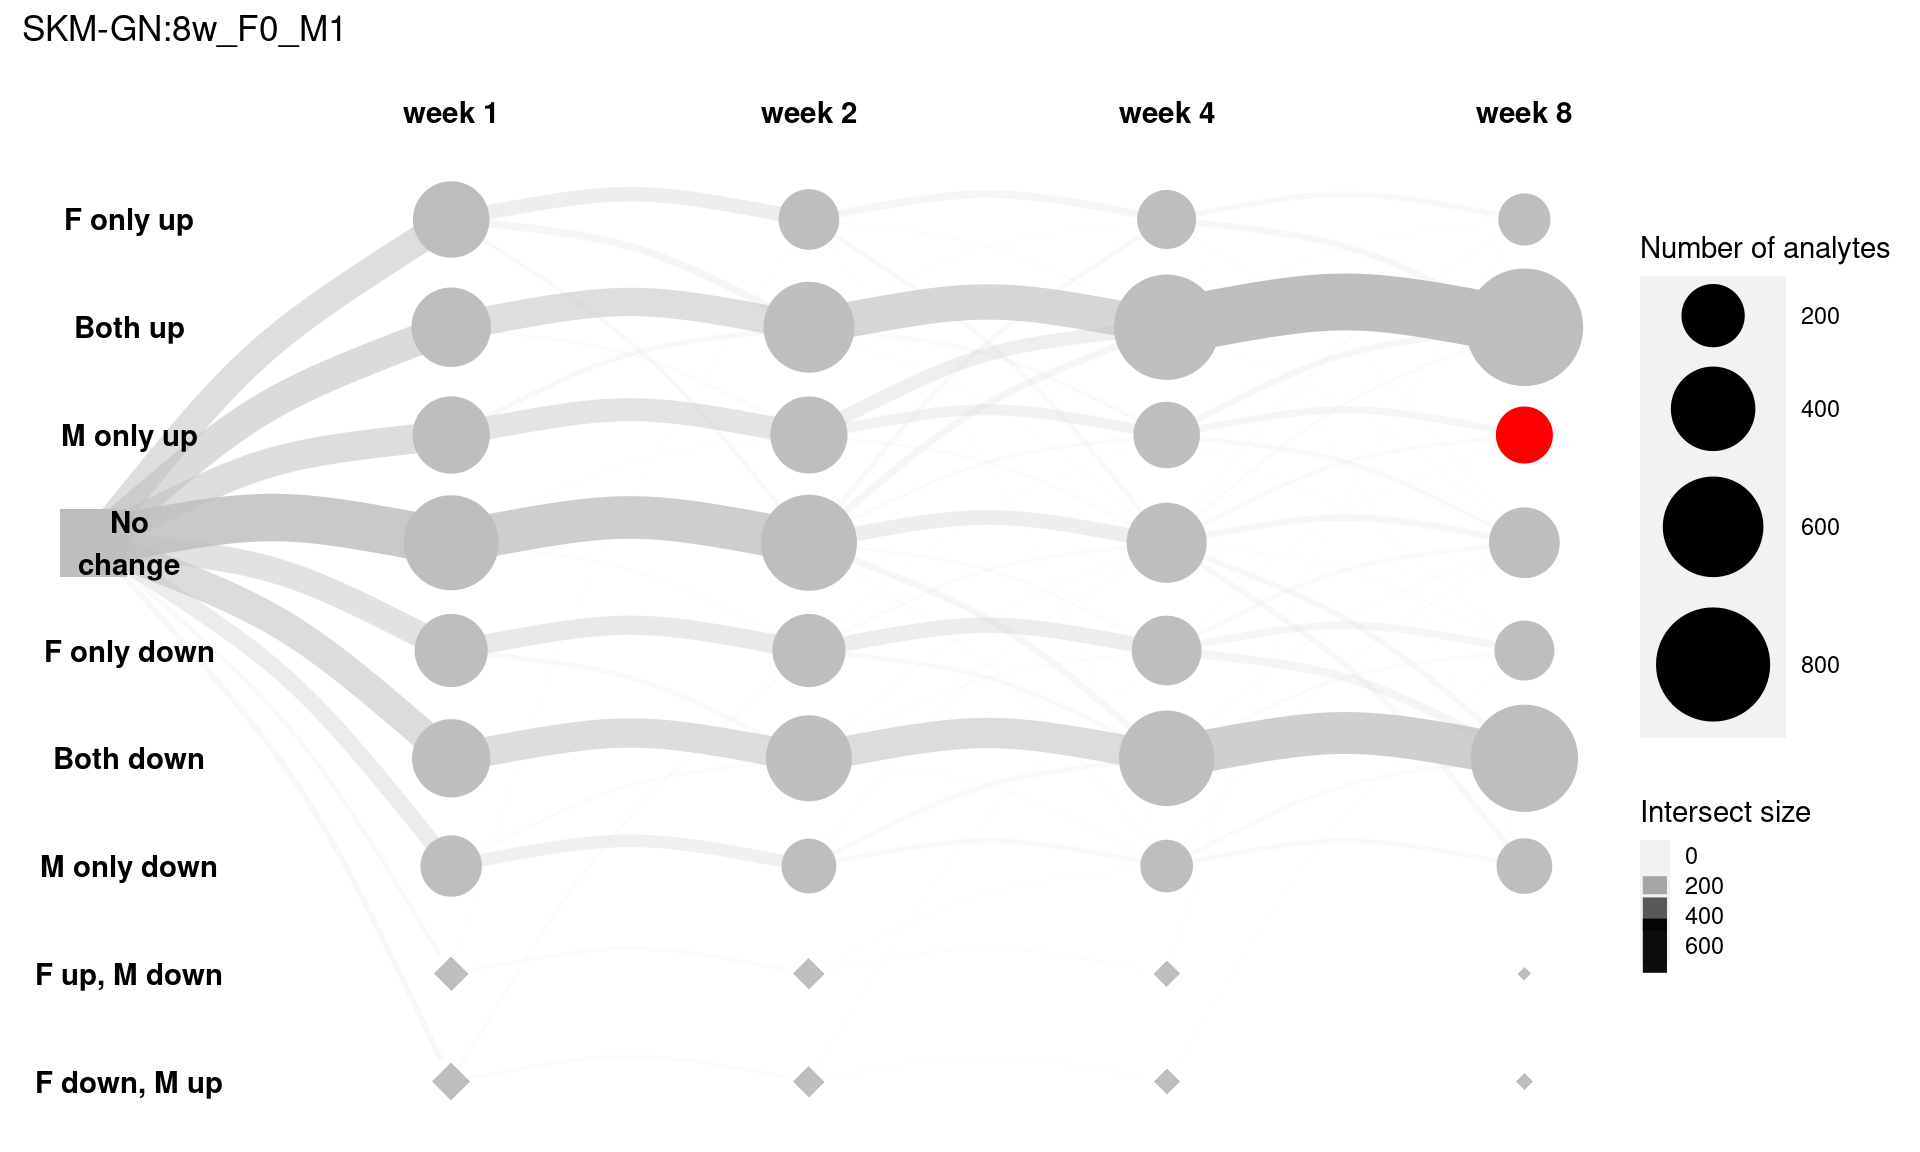 SKM-GN:8w_F0_M1
week 1
week 2
week 4
week 8
F only up
Both up
M only up
No
change
F only down
Both down
M only down
F up, M down
F down, M up
Number of analytes
200
400
600
800
Intersect size
0
200
400
600